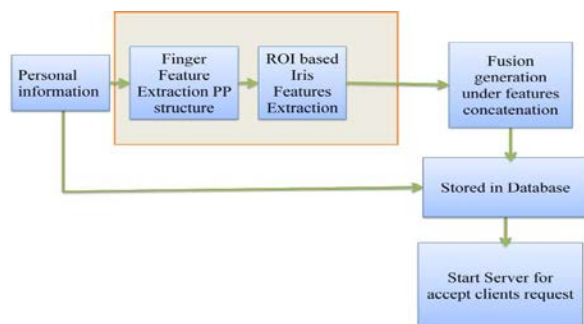 Personal
information
Finger
Feature
Extraction PP
structure
ROI based
Iris
Features
Extraction
Fusion
generation
under features
concatenation
Stored in Database
Start Server for
accept clients request